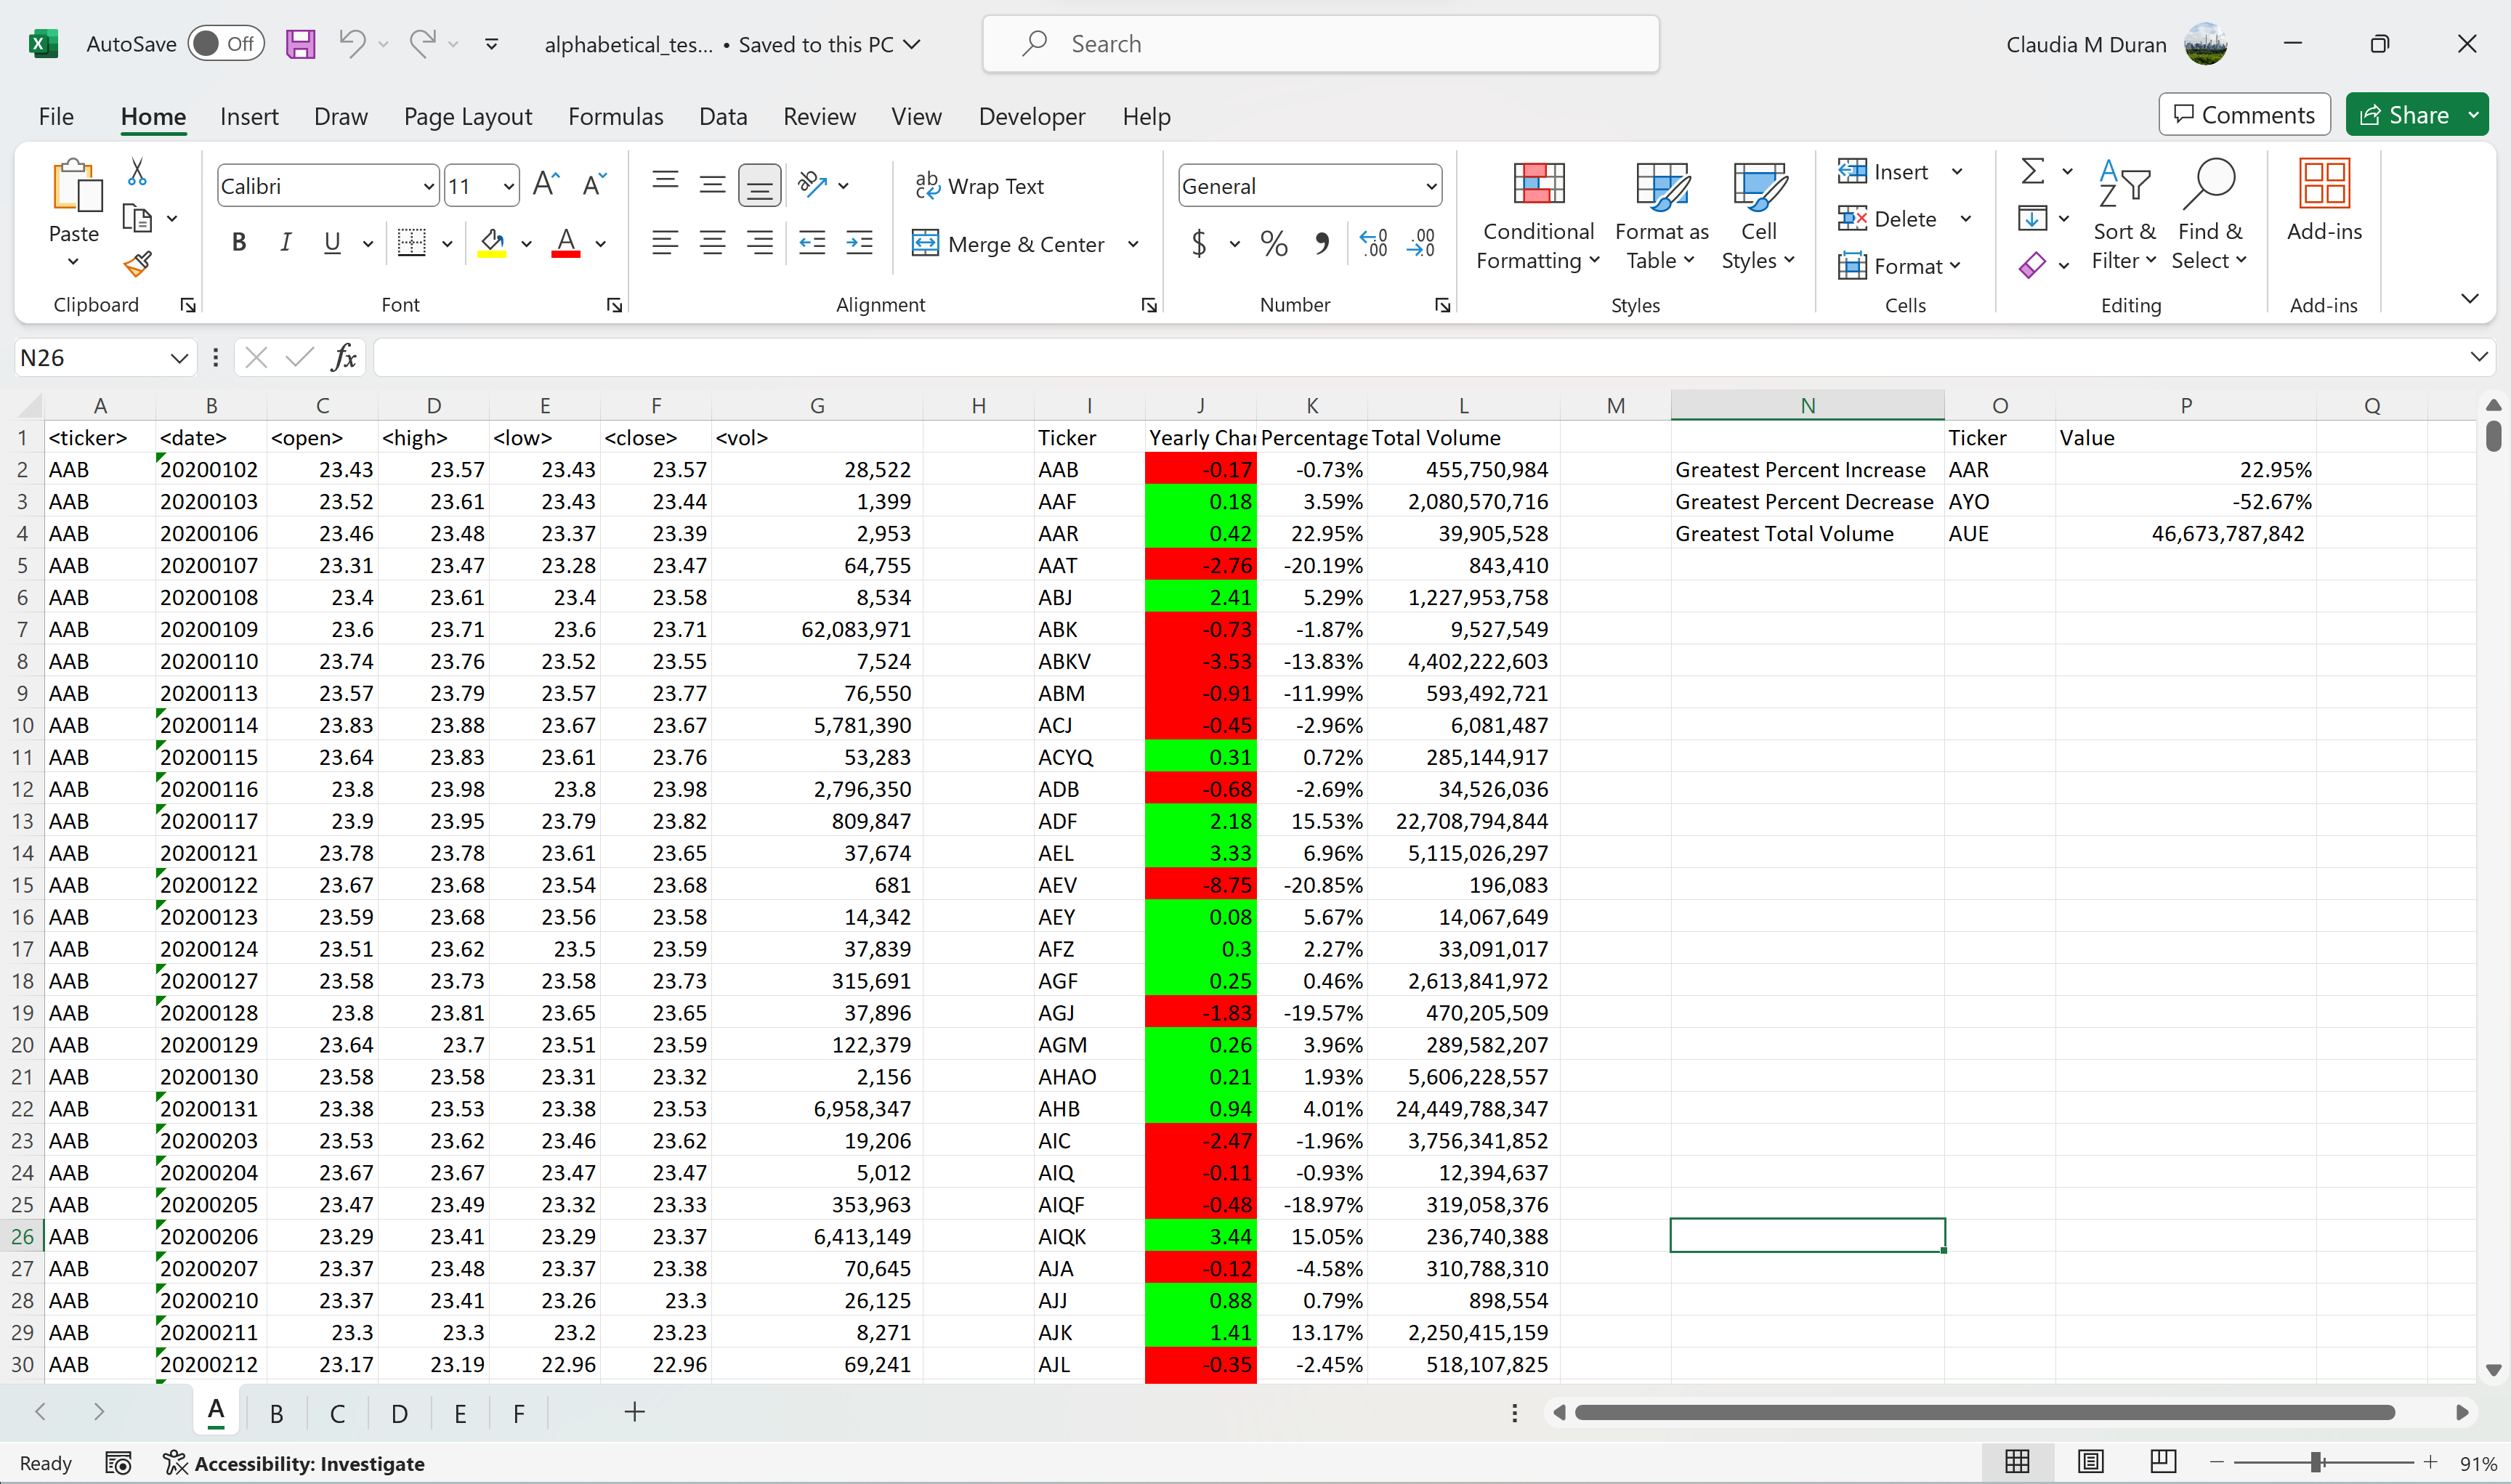 AutoSave Off alphabetical_tes... • Saved to this PC Search Claudia M Duran
File Home Insert Draw Page Layout Formulas Data Review View Developer Help Comments Share
Paste Calibri 11 Wrap Text General Conditional Formatting Format as Table Cell Styles Insert Delete Format Sort & Filter Find & Select Add-ins
B I U Merge & Center $ %
Clipboard Font Alignment Number Styles Cells Editing Add-ins
N26 fx
A B C D E F G H I J K L M N O P Q
1 <ticker> <date> <open> <high> <low> <close> <vol> Ticker Yearly Char Percentage Total Volume Ticker Value
2 AAB 20200102 23.43 23.57 23.43 23.57 28,522 AAB -0.17 -0.73% 455,750,984 Greatest Percent Increase AAR 22.95%
3 AAB 20200103 23.52 23.61 23.43 23.44 1,399 AAF 0.18 3.59% 2,080,570,716 Greatest Percent Decrease AYO -52.67%
4 AAB 20200106 23.46 23.48 23.37 23.39 2,953 AAR 0.42 22.95% 39,905,528 Greatest Total Volume AUE 46,673,787,842
5 AAB 20200107 23.31 23.47 23.28 23.47 64,755 AAT -2.76 -20.19% 843,410
6 AAB 20200108 23.4 23.61 23.4 23.58 8,534 ABJ 2.41 5.29% 1,227,953,758
7 AAB 20200109 23.6 23.71 23.6 23.71 62,083,971 ABK -0.73 -1.87% 9,527,549
8 AAB 20200110 23.74 23.76 23.52 23.55 7,524 ABKV -3.53 -13.83% 4,402,222,603
9 AAB 20200113 23.57 23.79 23.57 23.77 76,550 ABM -0.91 -11.99% 593,492,721
10 AAB 20200114 23.83 23.88 23.67 23.67 5,781,390 ACJ -0.45 -2.96% 6,081,487
11 AAB 20200115 23.64 23.83 23.61 23.76 53,283 ACYQ 0.31 0.72% 285,144,917
12 AAB 20200116 23.8 23.98 23.8 23.98 2,796,350 ADB -0.68 -2.69% 34,526,036
13 AAB 20200117 23.9 23.95 23.79 23.82 809,847 ADF 2.18 15.53% 22,708,794,844
14 AAB 20200121 23.78 23.78 23.61 23.65 37,674 AEL 3.33 6.96% 5,115,026,297
15 AAB 20200122 23.67 23.68 23.54 23.68 681 AEV -8.75 -20.85% 196,083
16 AAB 20200123 23.59 23.68 23.56 23.58 14,342 AEY 0.08 5.67% 14,067,649
17 AAB 20200124 23.51 23.62 23.5 23.59 37,839 AFZ 0.3 2.27% 33,091,017
18 AAB 20200127 23.58 23.73 23.58 23.73 315,691 AGF 0.25 0.46% 2,613,841,972
19 AAB 20200128 23.8 23.81 23.65 23.65 37,896 AGJ -1.83 -19.57% 470,205,509
20 AAB 20200129 23.64 23.7 23.51 23.59 122,379 AGM 0.26 3.96% 289,582,207
21 AAB 20200130 23.58 23.58 23.31 23.32 2,156 AHAO 0.21 1.93% 5,606,228,557
22 AAB 20200131 23.38 23.53 23.38 23.53 6,958,347 AHB 0.94 4.01% 24,449,788,347
23 AAB 20200203 23.53 23.62 23.46 23.62 19,206 AIC -2.47 -1.96% 3,756,341,852
24 AAB 20200204 23.67 23.67 23.47 23.47 5,012 AIQ -0.11 -0.93% 12,394,637
25 AAB 20200205 23.47 23.49 23.32 23.33 353,963 AIQF -0.48 -18.97% 319,058,376
26 AAB 20200206 23.29 23.41 23.29 23.37 6,413,149 AIQK 3.44 15.05% 236,740,388
27 AAB 20200207 23.37 23.48 23.37 23.38 70,645 AJA -0.12 -4.58% 310,788,310
28 AAB 20200210 23.37 23.41 23.26 23.3 26,125 AJJ 0.88 0.79% 898,554
29 AAB 20200211 23.3 23.3 23.2 23.23 8,271 AJK 1.41 13.17% 2,250,415,159
30 AAB 20200212 23.17 23.19 22.96 22.96 69,241 AJL -0.35 -2.45% 518,107,825
A B C D E F
Ready Accessibility: Investigate 91%